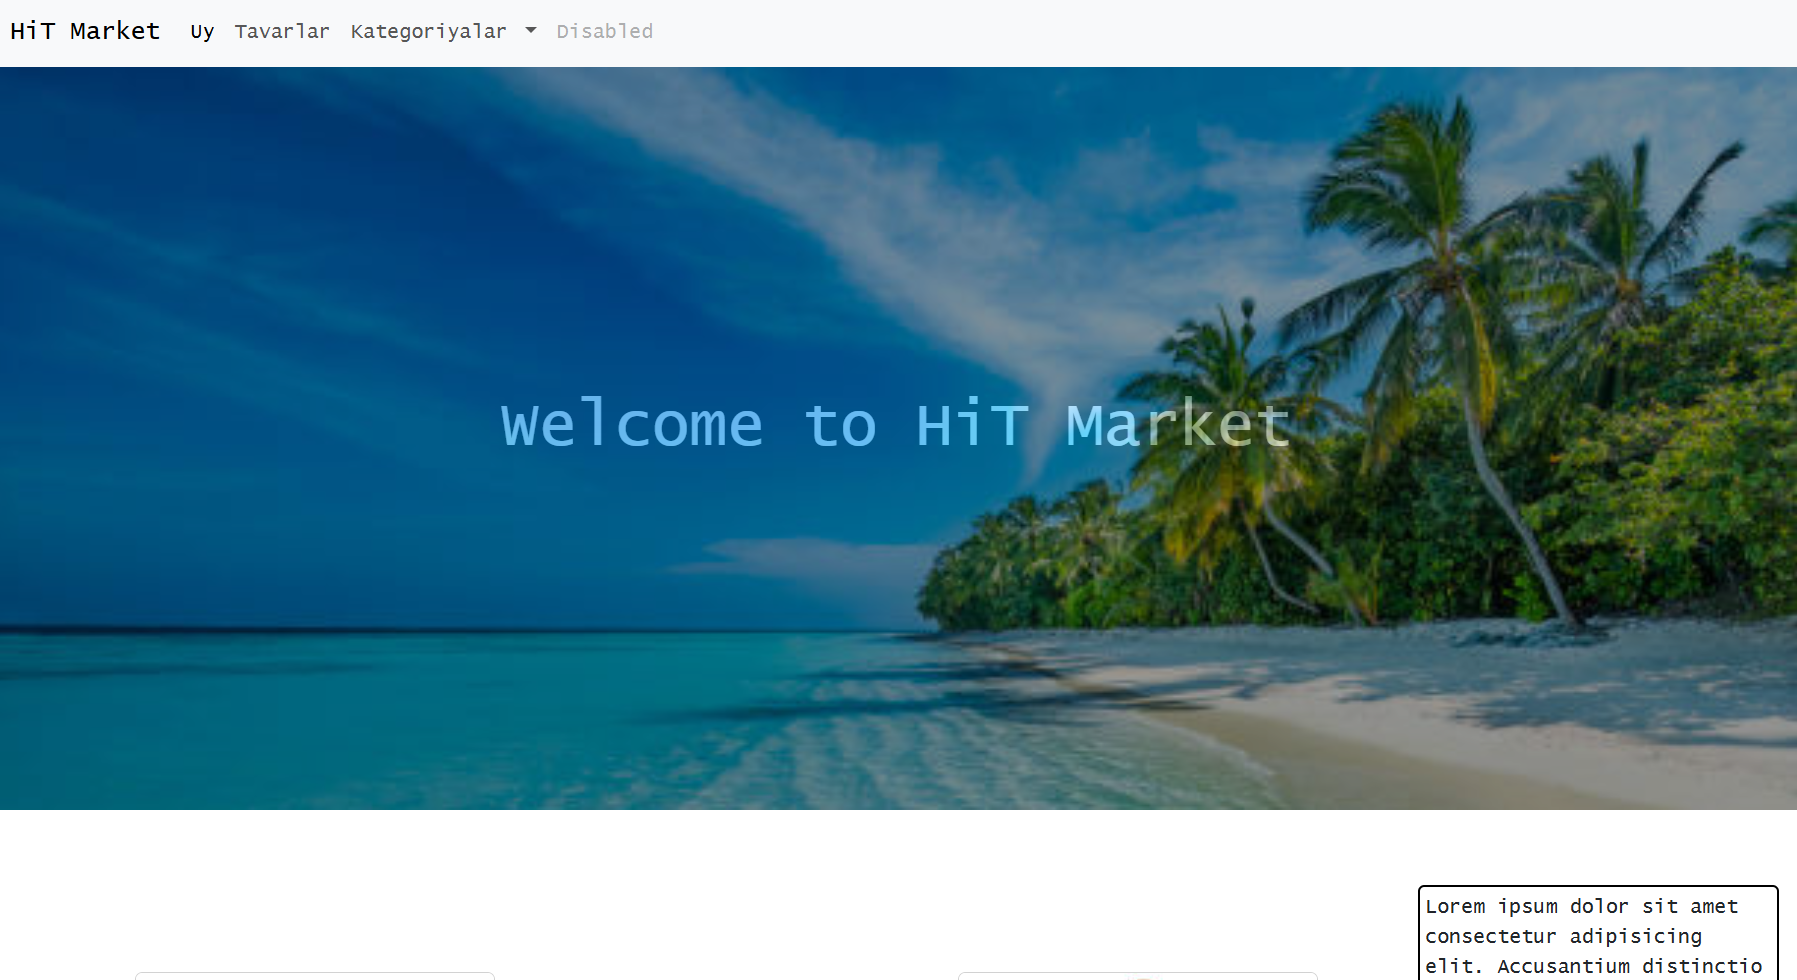 HiT Market Uy Tavarlar Kategoriyalar Disabled
Welcome to HiT Market
Lorem ipsum dolor sit amet
consectetur adipisicing
elit. Accusantium distinctio